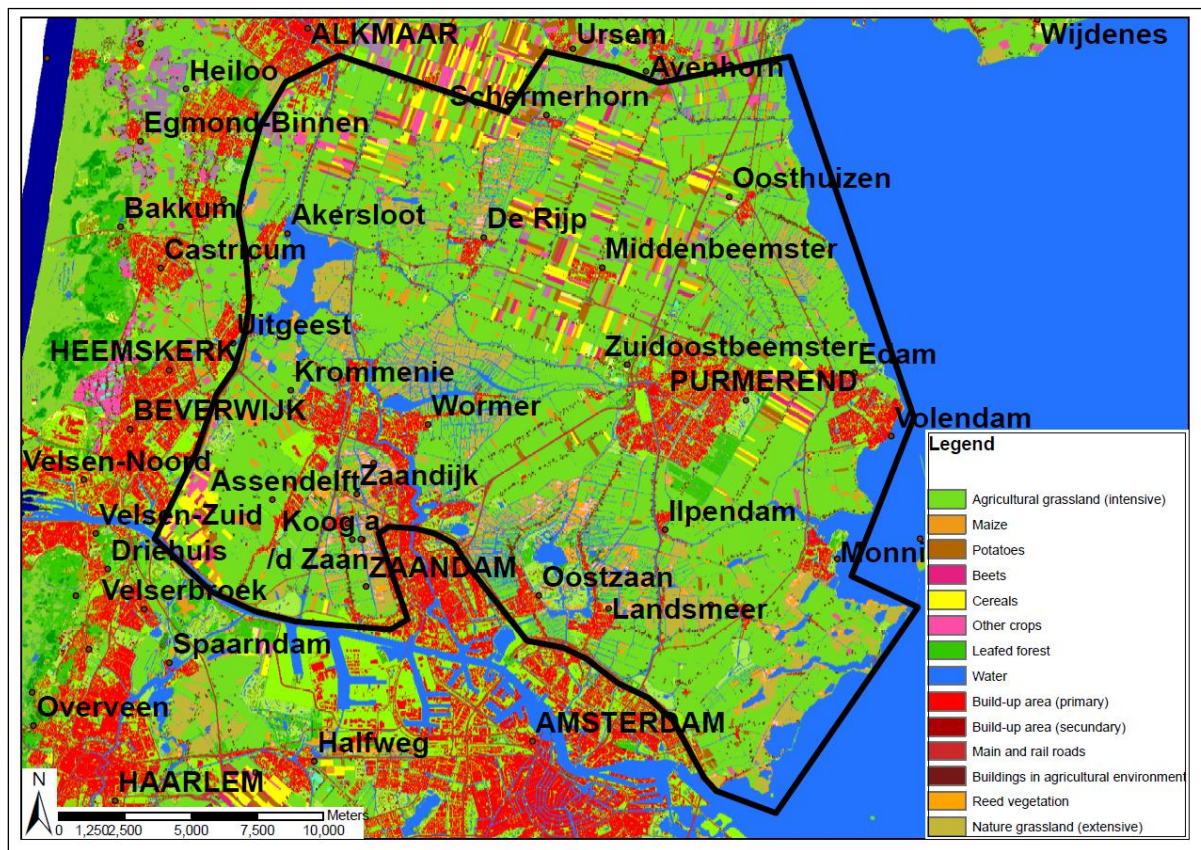 ALKMAAR
Ursem
Wijdenes
Heiloo
Avenhorn
Schermerhorn
Egmond-Binnen
Oosthuizen
Bakkum
Akersloot
De Rijp
Castricum
Middenbeemster
Uitgeest
HEEMSKERK
Zuidoostbeemster
Edam
Krommenie
PURMEREND
BEVERWIJK
Wormer
Volendam
Velsen-Noord
Assendelft
Zaandijk
Velsen-Zuid
Koog a
Ilpendam
Driehuis
/d Zaan
ZAANDAM
Monni
Velserbroek
Oostzaan
Landsmeer
Spaarndam
Overveen
AMSTERDAM
Halfweg
HAARLEM
N
Meters
0 1,250 2,500 5,000 7,500 10,000
Legend
Agricultural grassland (intensive)
Maize
Potatoes
Beets
Cereals
Other crops
Leafed forest
Water
Build-up area (primary)
Build-up area (secundary)
Main and rail roads
Buildings in agricultural environment
Reed vegetation
Nature grassland (extensive)